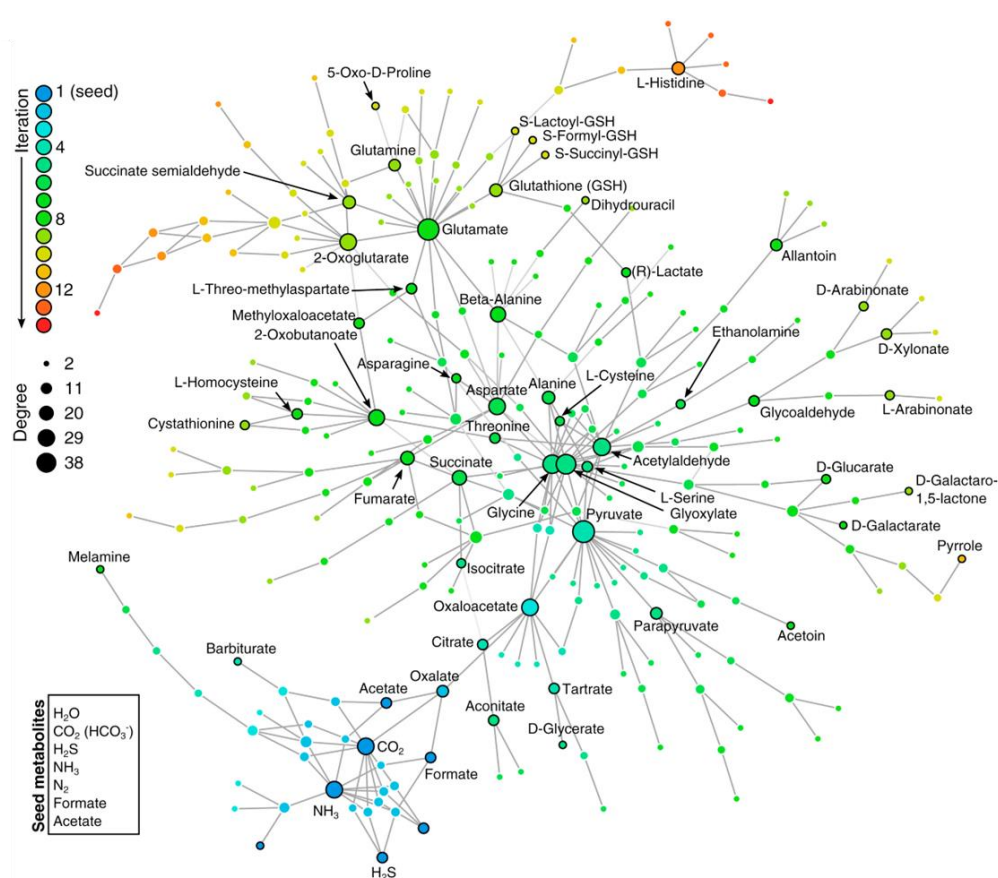 L-Histidine
5-Oxo-D-Proline
Iteration
1 (seed)
4
8
12
S-Lactoyl-GSH
S-Formyl-GSH
S-Succinyl-GSH
Glutamine
Succinate semialdehyde
Glutathione (GSH)
Dihydrouracil
Glutamate
2-Oxoglutarate
Allantoin
(R)-Lactate
L-Threo-methylaspartate
D-Arabinonate
Beta-Alanine
Methyloxaloacetate
2-Oxobutanoate
Ethanolamine
D-Xylonate
Degree
2
11
20
29
38
Asparagine
L-Cysteine
L-Homocysteine
Aspartate
Alanine
Glycoaldehyde
L-Arabinonate
Cystathionine
Threonine
Acetylaldehyde
Succinate
D-Glucarate
D-Galactaro-
1,5-lactone
Fumarate
L-Serine
Glycine
Glyoxylate
Pyruvate
D-Galactarate
Pyrrole
Melamine
Isocitrate
Oxaloacetate
Parapyruvate
Acetoin
Citrate
Barbiturate
Oxalate
Acetate
Tartrate
Aconitate
D-Glycerate
CO₂
Formate
NH₃
H₂S
Seed metabolites
H₂O
CO₂ (HCO₃⁻)
H₂S
NH₃
N₂
Formate
Acetate